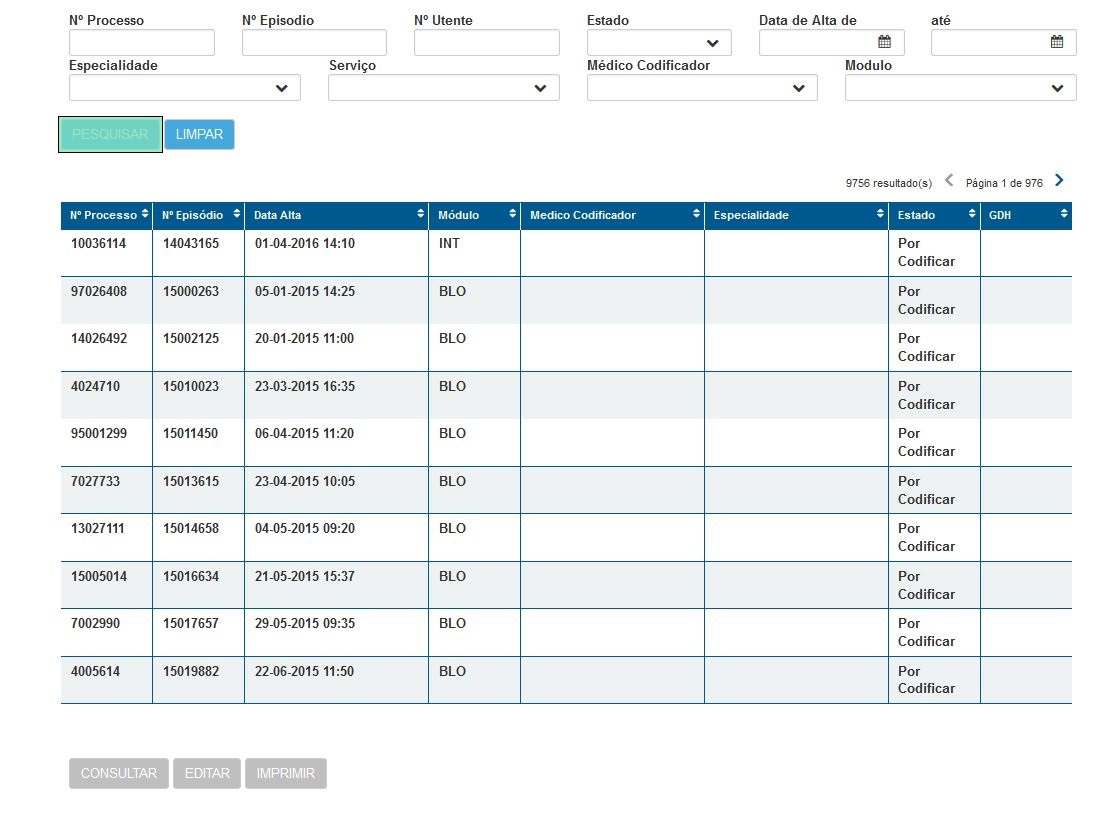 Nº Processo Nº Episodio Nº Utente Estado Data de Alta de até
Especialidade Serviço Médico Codificador Modulo
PESQUISAR LIMPAR
9756 resultado(s) Página 1 de 976
Nº Processo Nº Episódio Data Alta Módulo Medico Codificador Especialidade Estado GDH
10036114 14043165 01-04-2016 14:10 INT Por
Codificar
97026408 15000263 05-01-2015 14:25 BLO Por
Codificar
14026492 15002125 20-01-2015 11:00 BLO Por
Codificar
4024710 15010023 23-03-2015 16:35 BLO Por
Codificar
95001299 15011450 06-04-2015 11:20 BLO Por
Codificar
7027733 15013615 23-04-2015 10:05 BLO Por
Codificar
13027111 15014658 04-05-2015 09:20 BLO Por
Codificar
15005014 15016634 21-05-2015 15:37 BLO Por
Codificar
7002990 15017657 29-05-2015 09:35 BLO Por
Codificar
4005614 15019882 22-06-2015 11:50 BLO Por
Codificar
CONSULTAR EDITAR IMPRIMIR